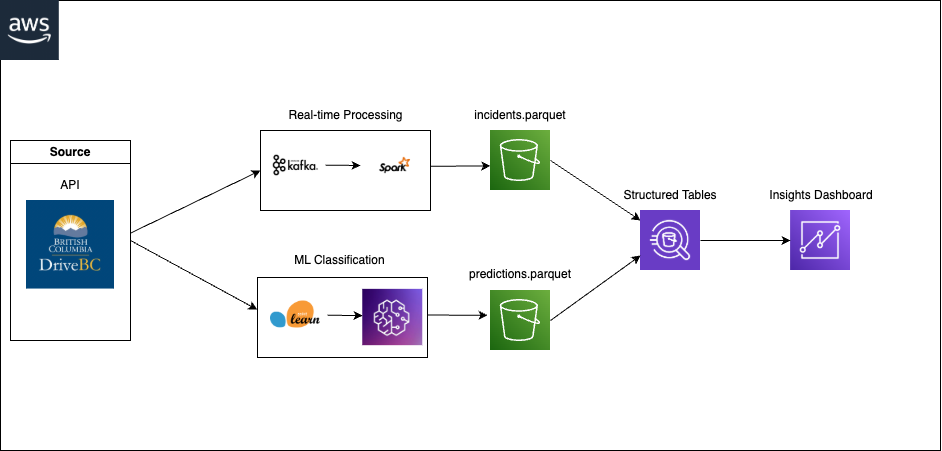 aws
Real-time Processing
incidents.parquet
Source
kafka.
Spark
API
Structured Tables
Insights Dashboard
BRITISH
COLUMBIA
DriveBC
ML Classification
predictions.parquet
learn